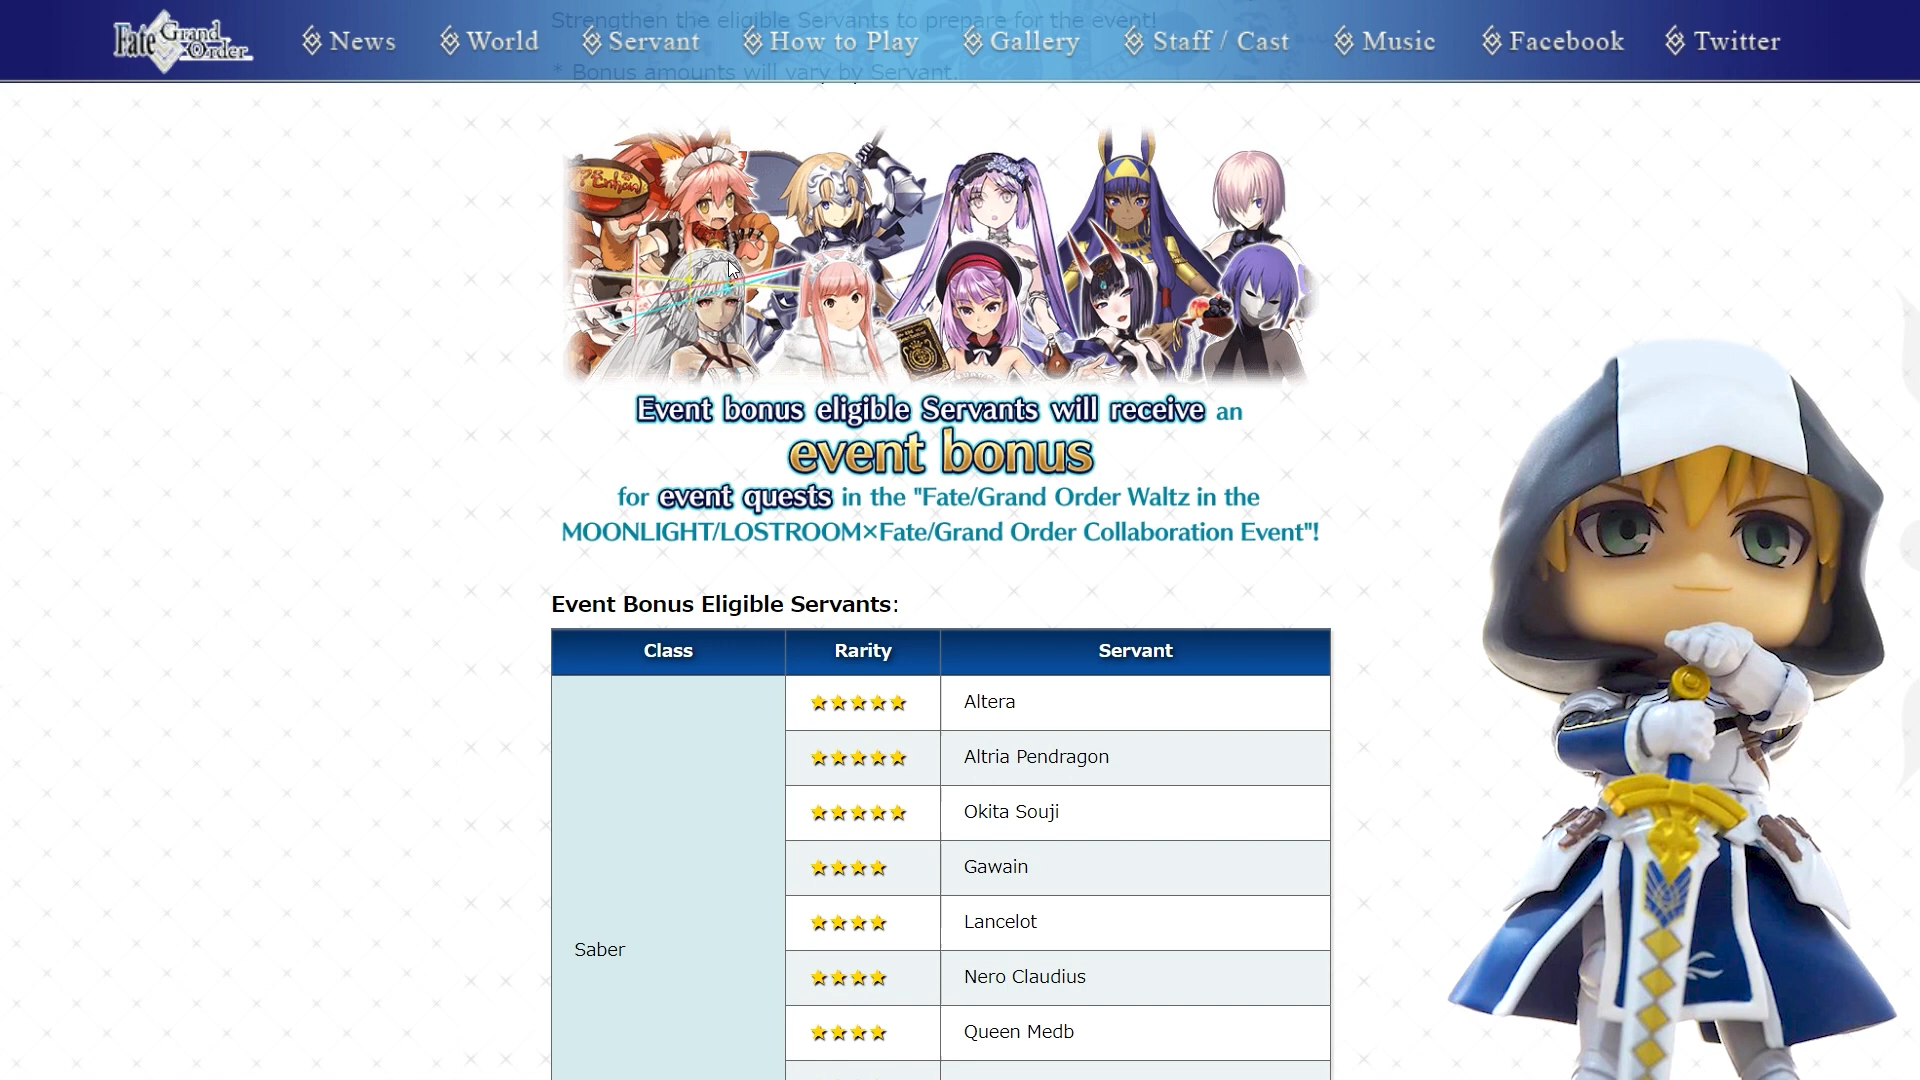 Strengthen the eligible Servants to prepare for the event!
Fate Grand Order
News
World
Servant
How to Play
Gallery
Staff / Cast
Music
Facebook
Twitter
* Bonus amounts will vary by Servant.
Event bonus eligible Servants will receive an
event bonus
for event quests in the "Fate/Grand Order Waltz in the
MOONLIGHT/LOSTROOM×Fate/Grand Order Collaboration Event"!
Event Bonus Eligible Servants:
Class Rarity Servant
Saber
★★★★★ Altera
★★★★★ Altria Pendragon
★★★★★ Okita Souji
★★★★ Gawain
★★★★ Lancelot
★★★★ Nero Claudius
★★★★ Queen Medb